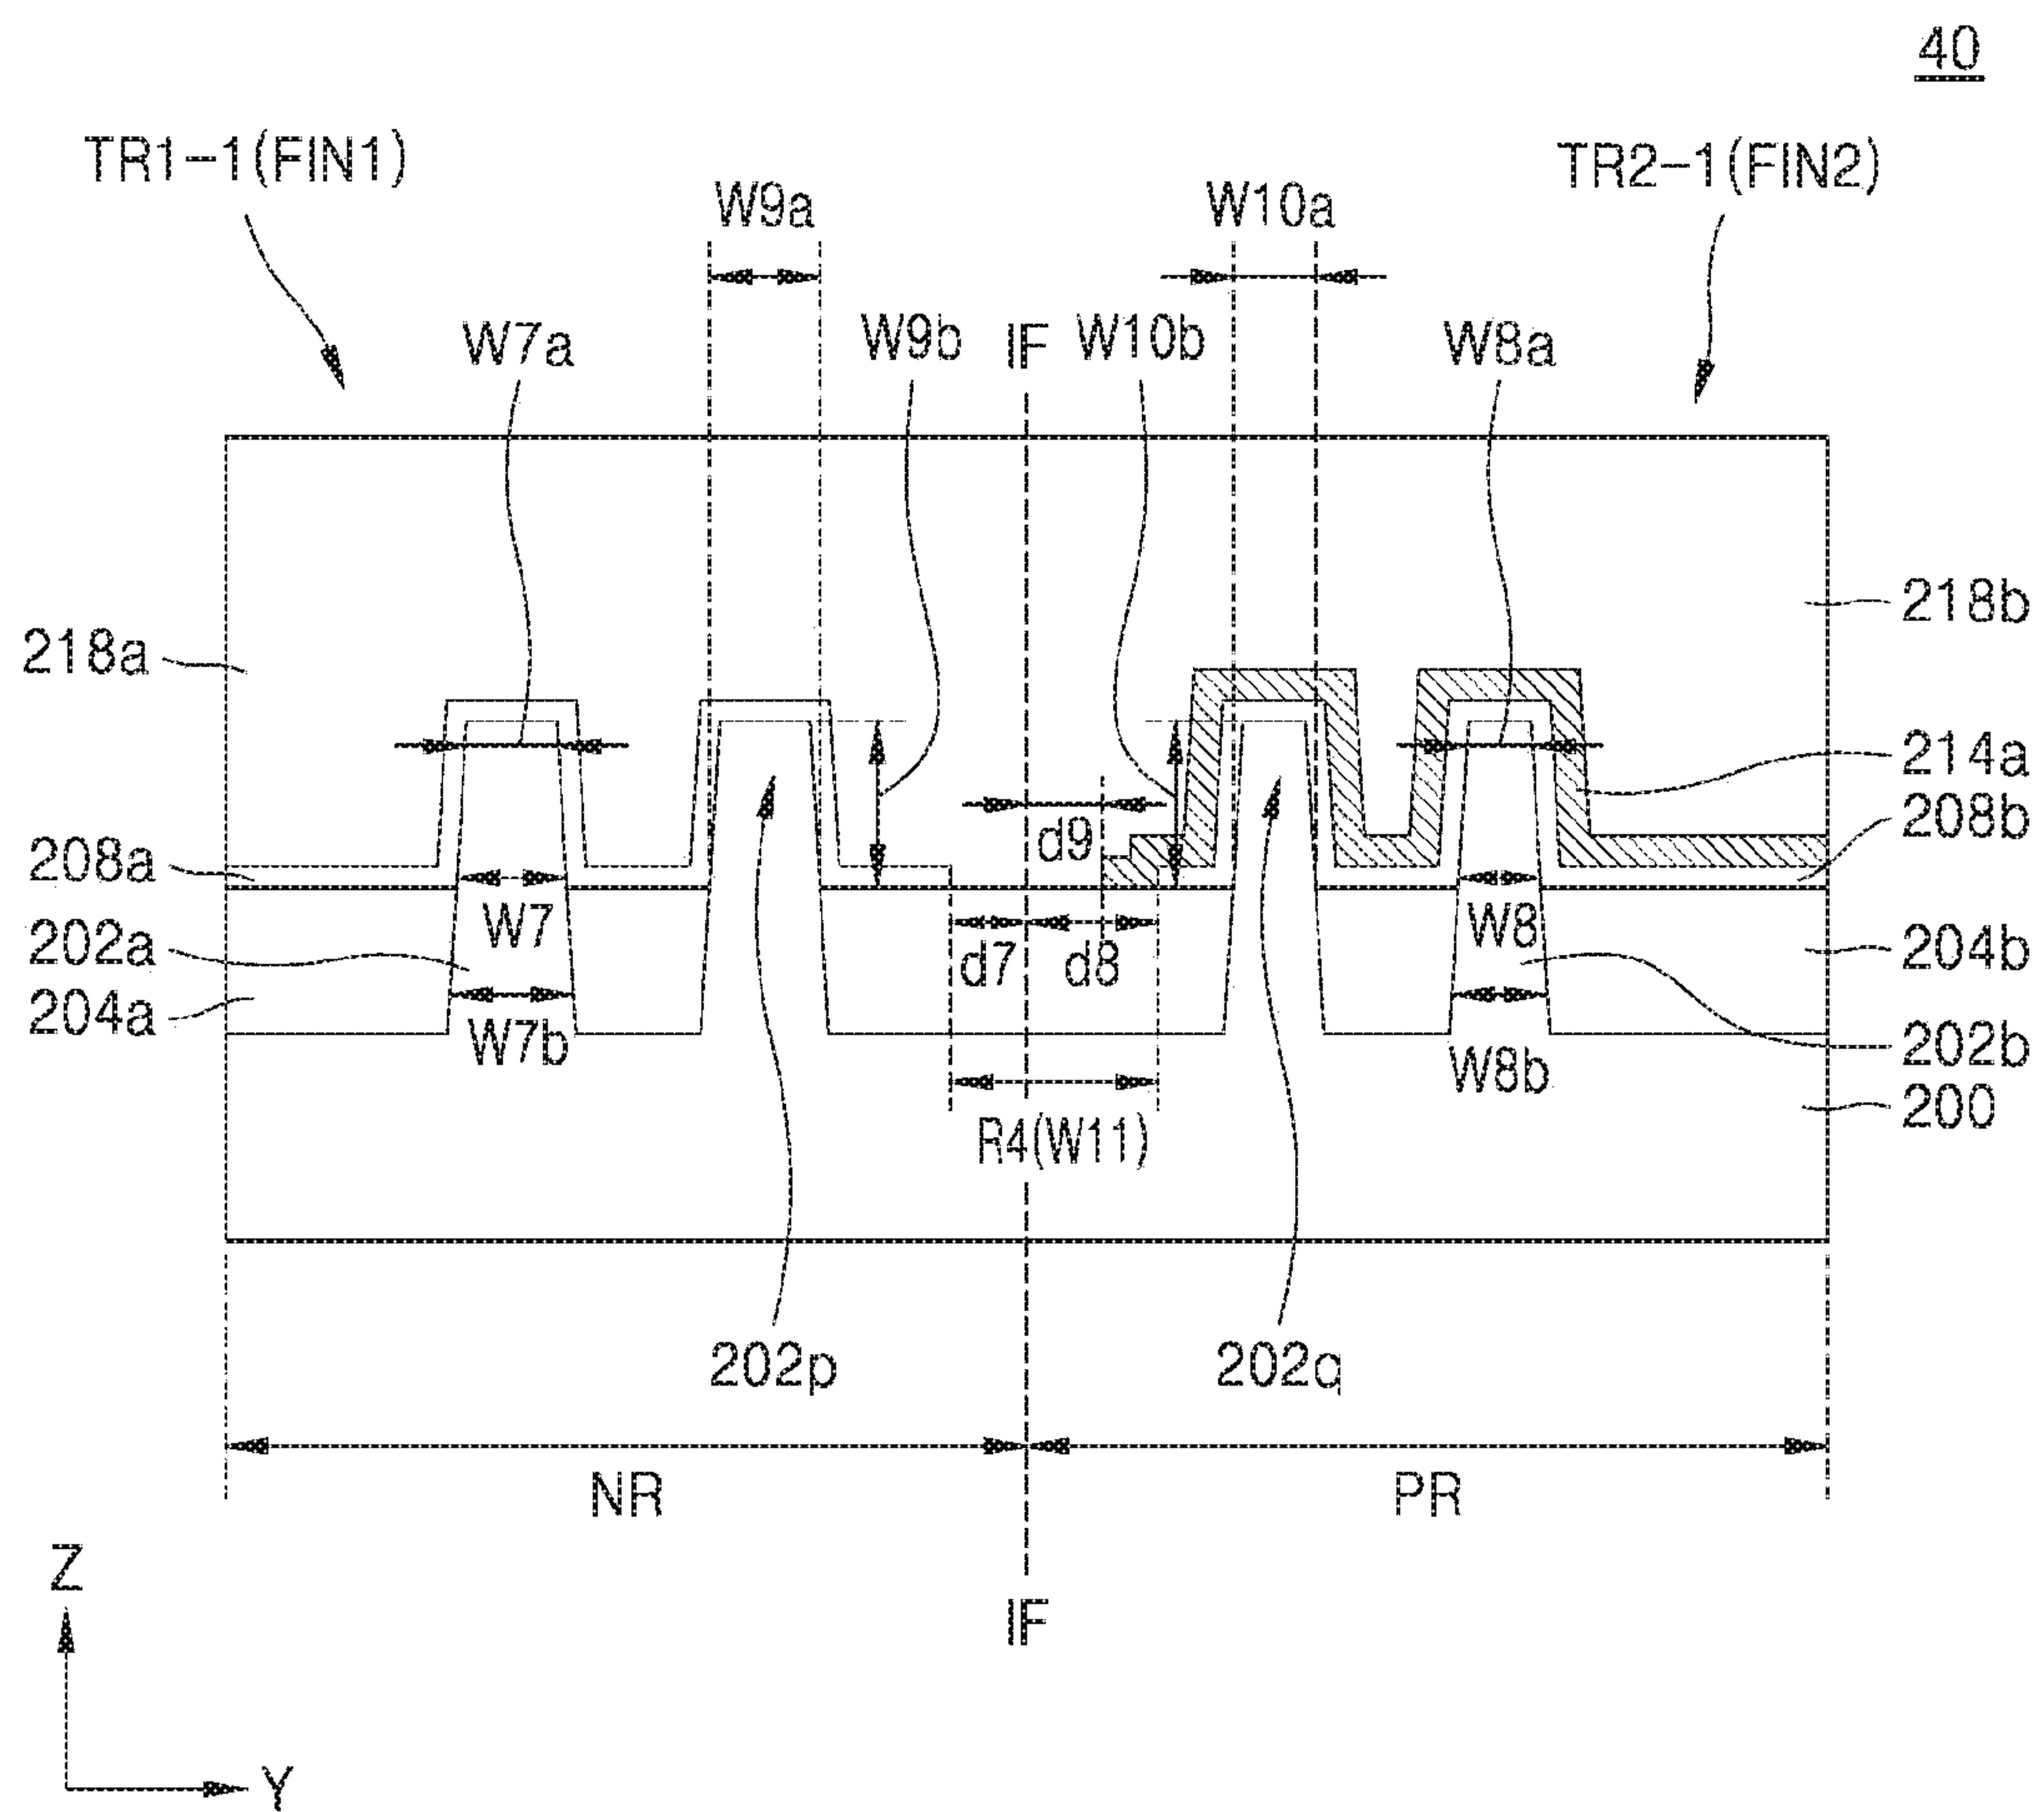 40
TR1-1(FIN1)
TR2-1(FIN2)
W9a
W10a
W7a
W9b
IF
W10b
W8a
218b
218a
214a
208b
d9
208a
W7
W8
202a
d7
d8
204b
204a
W7b
W8b
202b
200
R4(W11)
202p
202q
NR
PR
Z
IF
Y